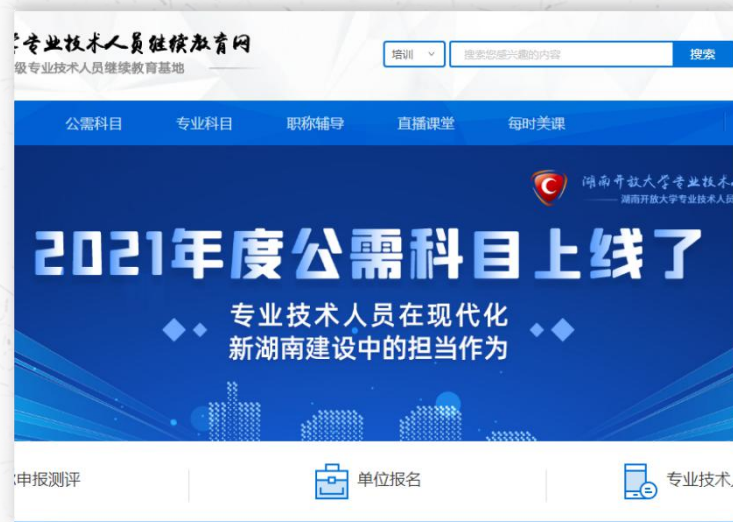 专业技术人员继续教育网
级专业技术人员继续教育基地
培训
搜索您感兴趣的内容
搜索
公需科目
专业科目
职称辅导
直播课堂
每时美课
湖南开放大学专业技术
湖南开放大学专业技术人员
2021年度公需科目上线了
专业技术人员在现代化
新湖南建设中的担当作为
申报测评
单位报名
专业技术